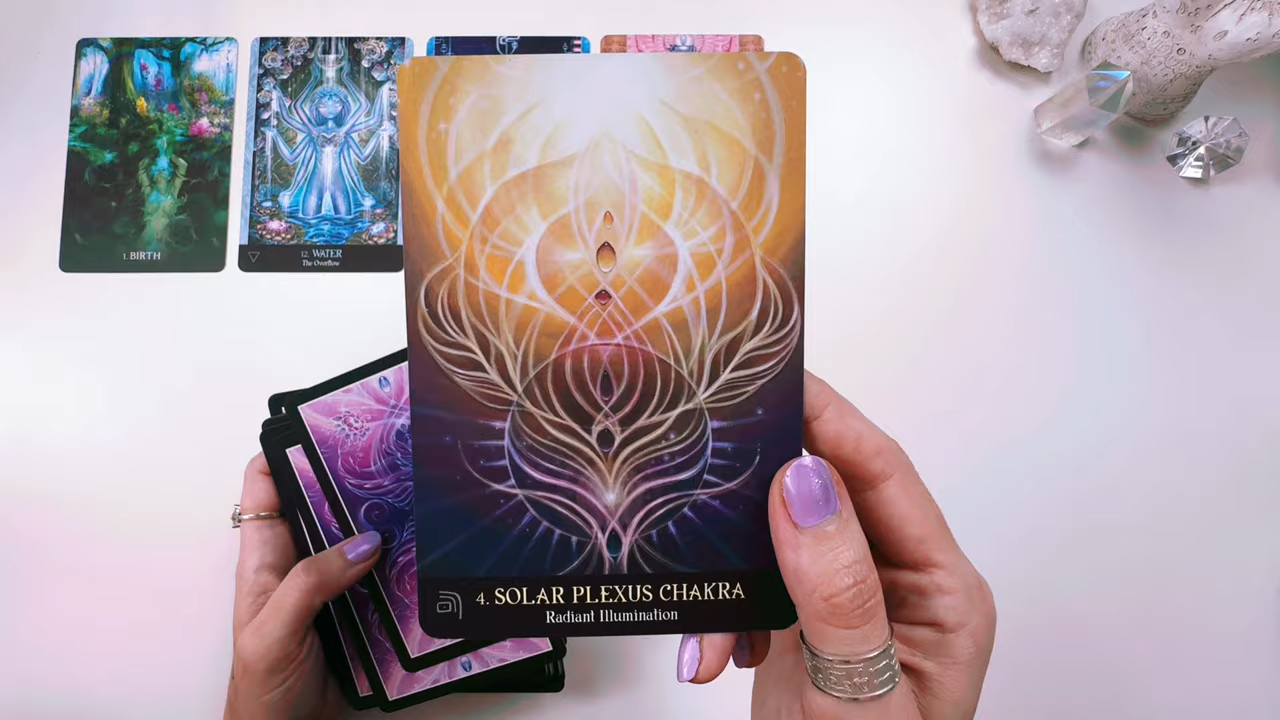 1. BIRTH
12. WATER
The Overflow
4. SOLAR PLEXUS CHAKRA
Radiant Illumination